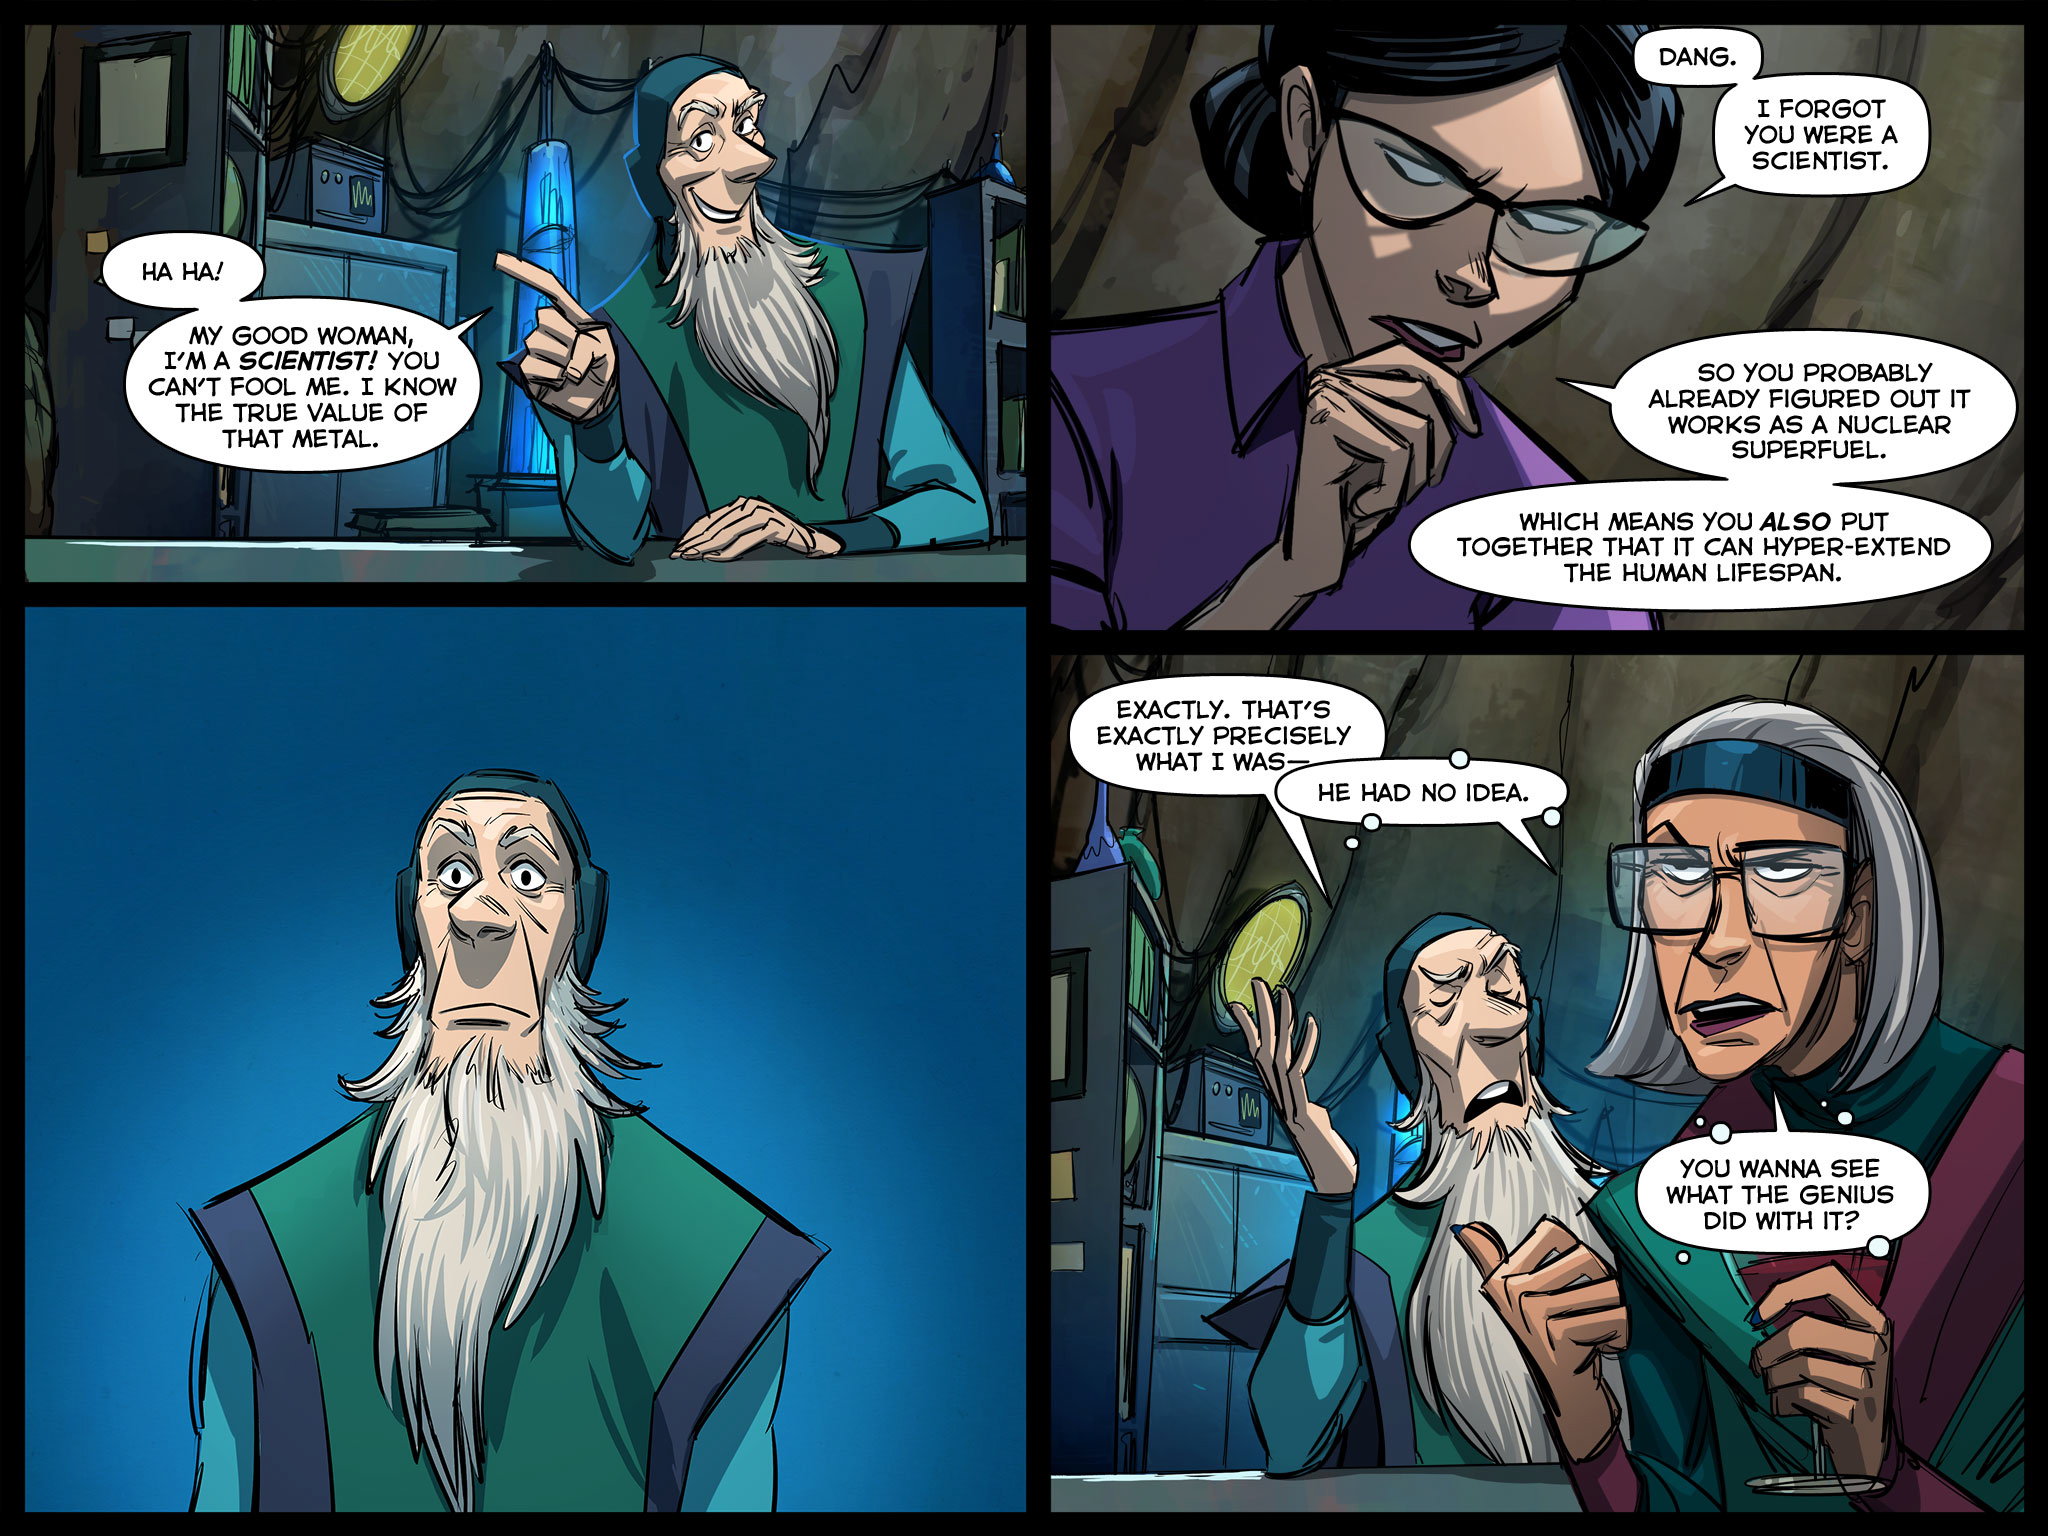 HA HA!
MY GOOD WOMAN,
I'M A SCIENTIST! YOU
CAN'T FOOL ME. I KNOW
THE TRUE VALUE OF
THAT METAL.
DANG.
I FORGOT
YOU WERE A
SCIENTIST.
SO YOU PROBABLY
ALREADY FIGURED OUT IT
WORKS AS A NUCLEAR
SUPERFUEL.
WHICH MEANS YOU ALSO PUT
TOGETHER THAT IT CAN HYPER-EXTEND
THE HUMAN LIFESPAN.
EXACTLY. THAT'S
EXACTLY PRECISELY
WHAT I WAS—
HE HAD NO IDEA.
YOU WANNA SEE
WHAT THE GENIUS
DID WITH IT?